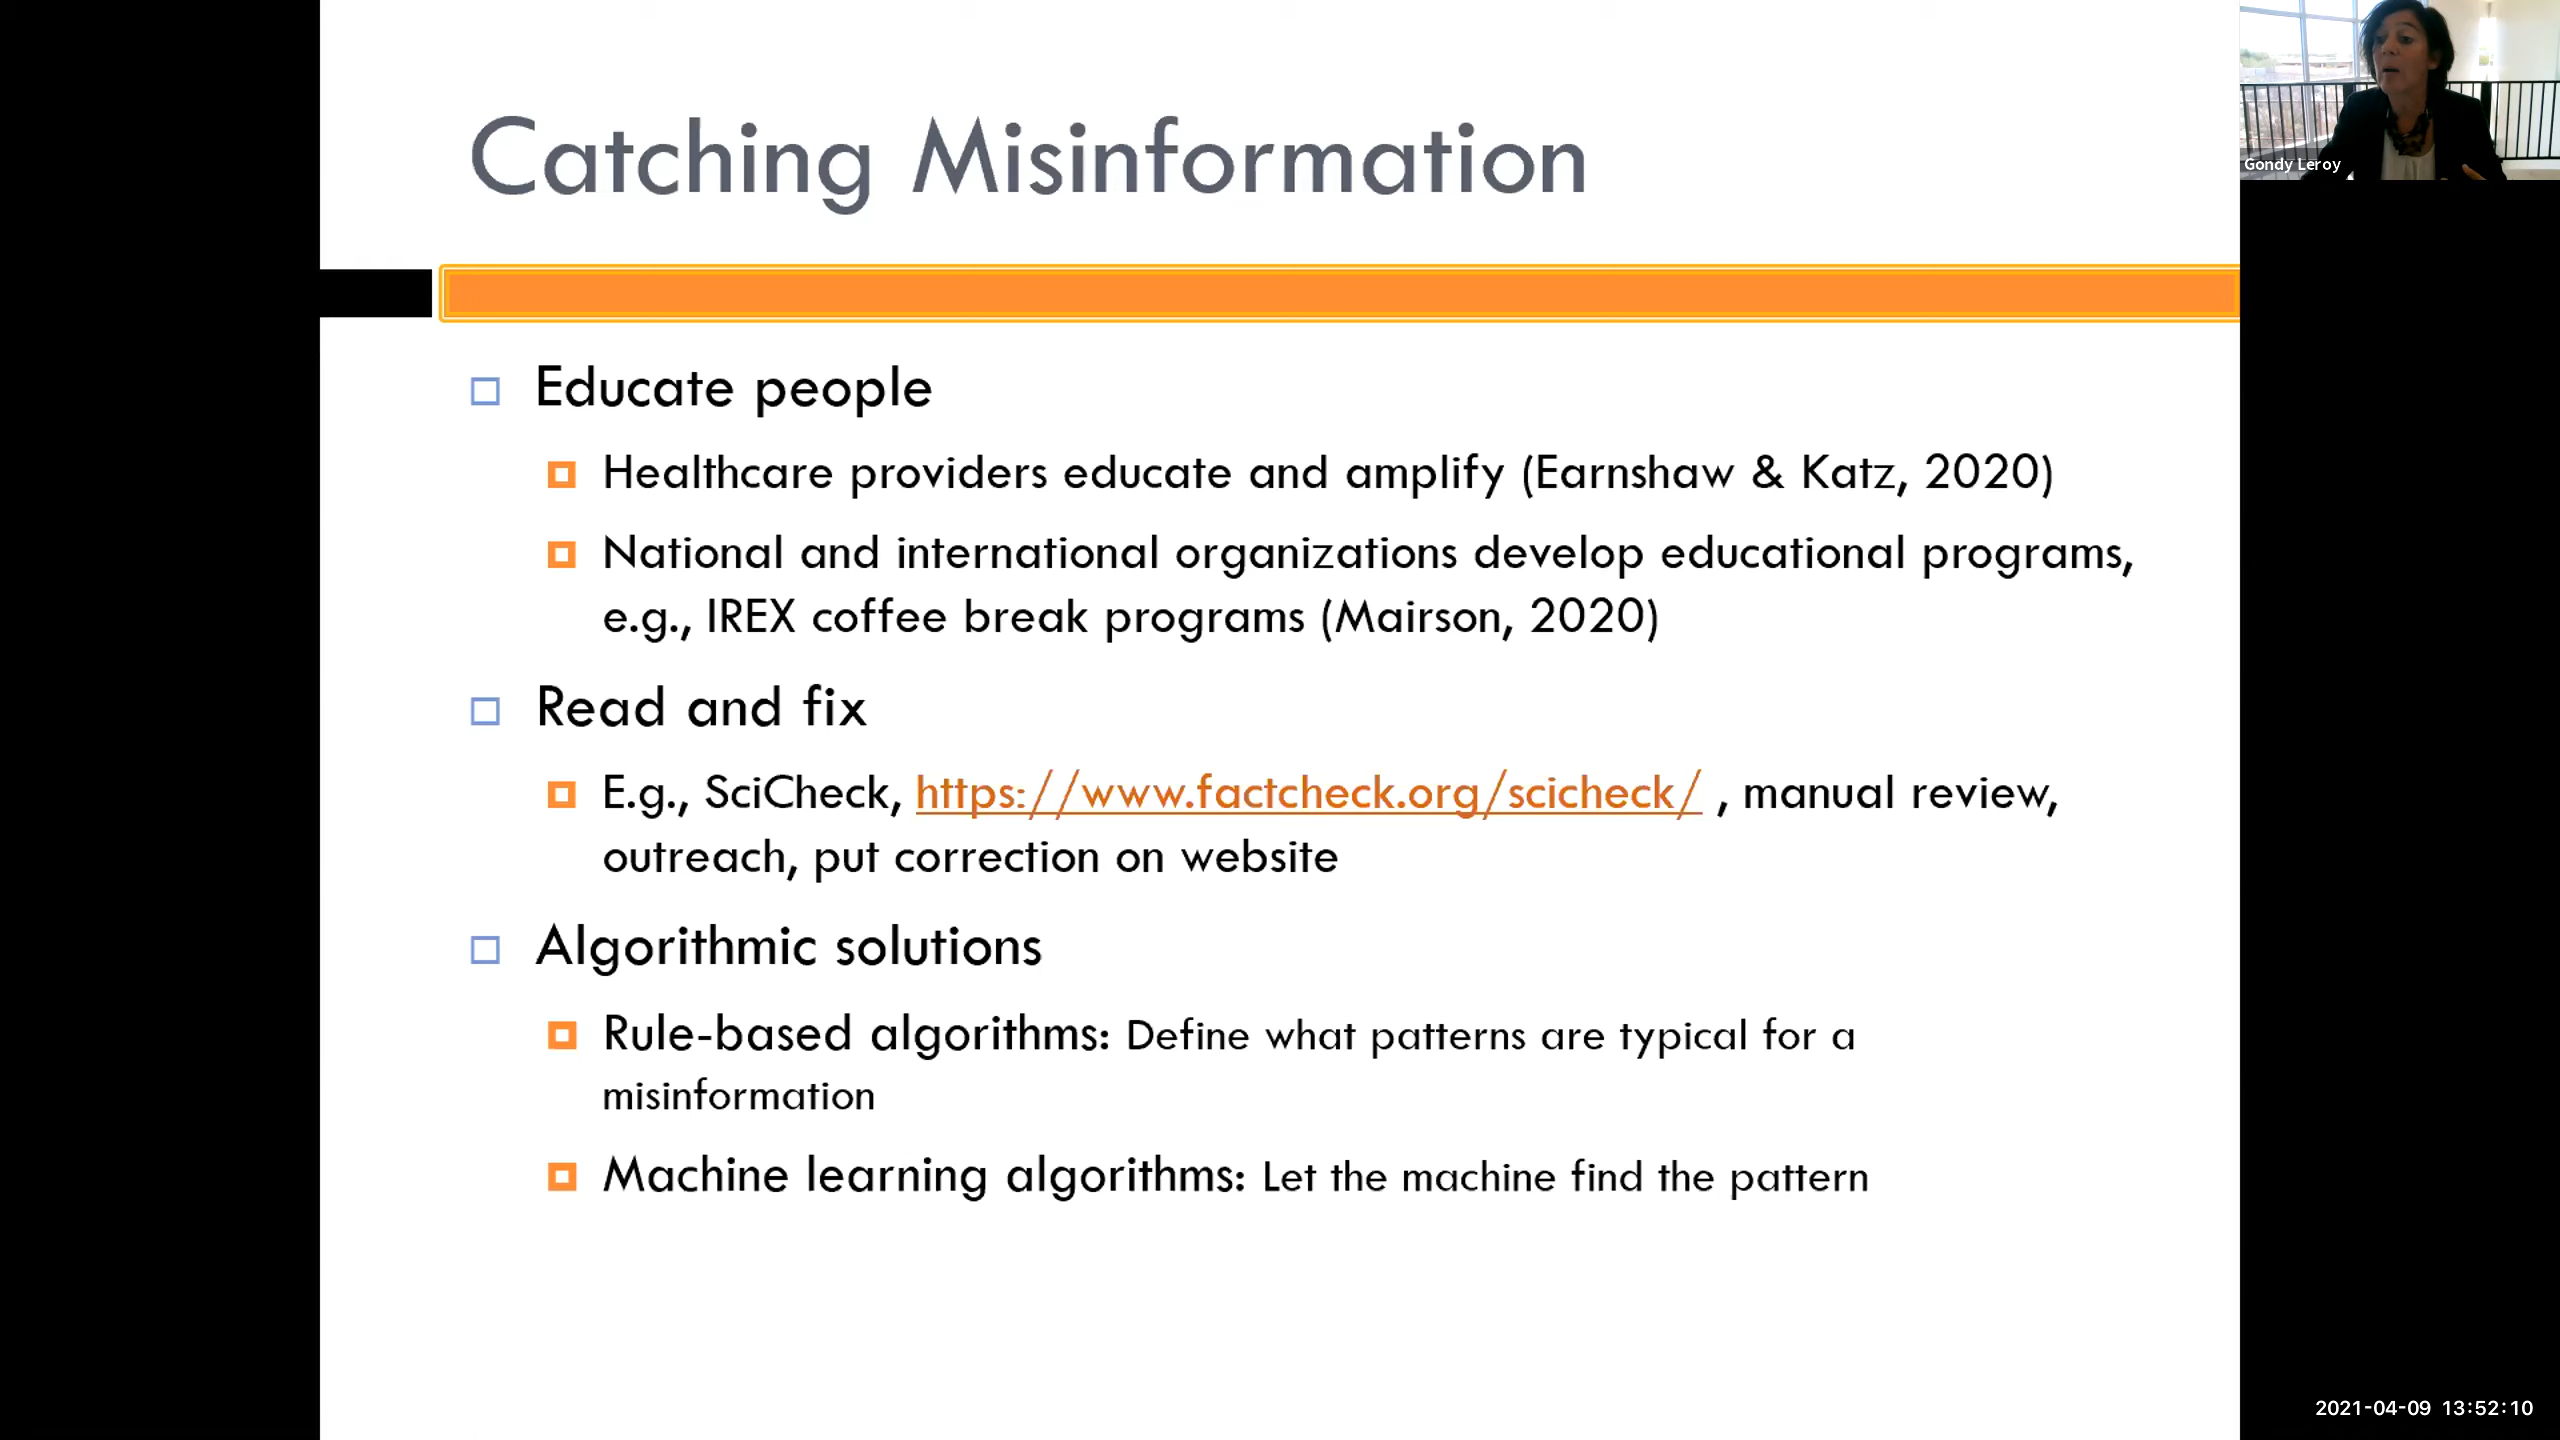 Catching Misinformation
Gondy Leroy
Educate people
Healthcare providers educate and amplify (Earnshaw & Katz, 2020)
National and international organizations develop educational programs,
e.g., IREX coffee break programs (Mairson, 2020)
Read and fix
E.g., SciCheck, https://www.factcheck.org/scicheck/ , manual review,
outreach, put correction on website
Algorithmic solutions
Rule-based algorithms: Define what patterns are typical for a
misinformation
Machine learning algorithms: Let the machine find the pattern
2021-04-09 13:52:10